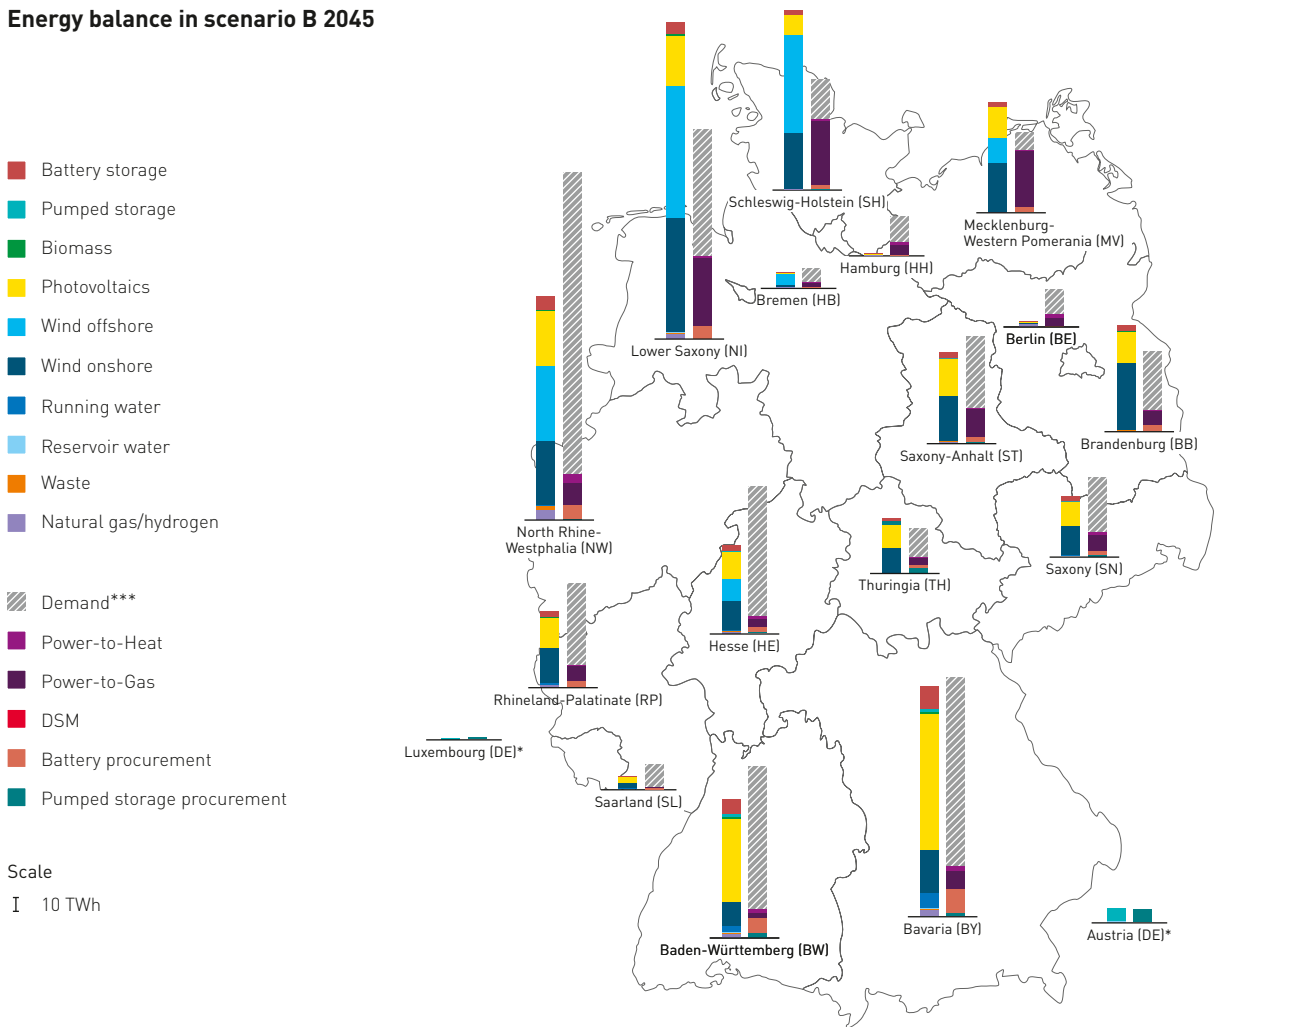 Energy balance in scenario B 2045
Battery storage
Pumped storage
Biomass
Photovoltaics
Wind offshore
Wind onshore
Running water
Reservoir water
Waste
Natural gas/hydrogen
Demand***
Power-to-Heat
Power-to-Gas
DSM
Battery procurement
Pumped storage procurement
Scale
10 TWh
Schleswig-Holstein (SH)
Mecklenburg-
Western Pomerania (MV)
Hamburg (HH)
Bremen (HB)
Lower Saxony (NI)
Berlin (BE)
Brandenburg (BB)
Saxony-Anhalt (ST)
North Rhine-
Westphalia (NW)
Saxony (SN)
Thuringia (TH)
Hesse (HE)
Rhineland-Palatinate (RP)
Luxembourg (DE)*
Saarland (SL)
Baden-Württemberg (BW)
Bavaria (BY)
Austria (DE)*